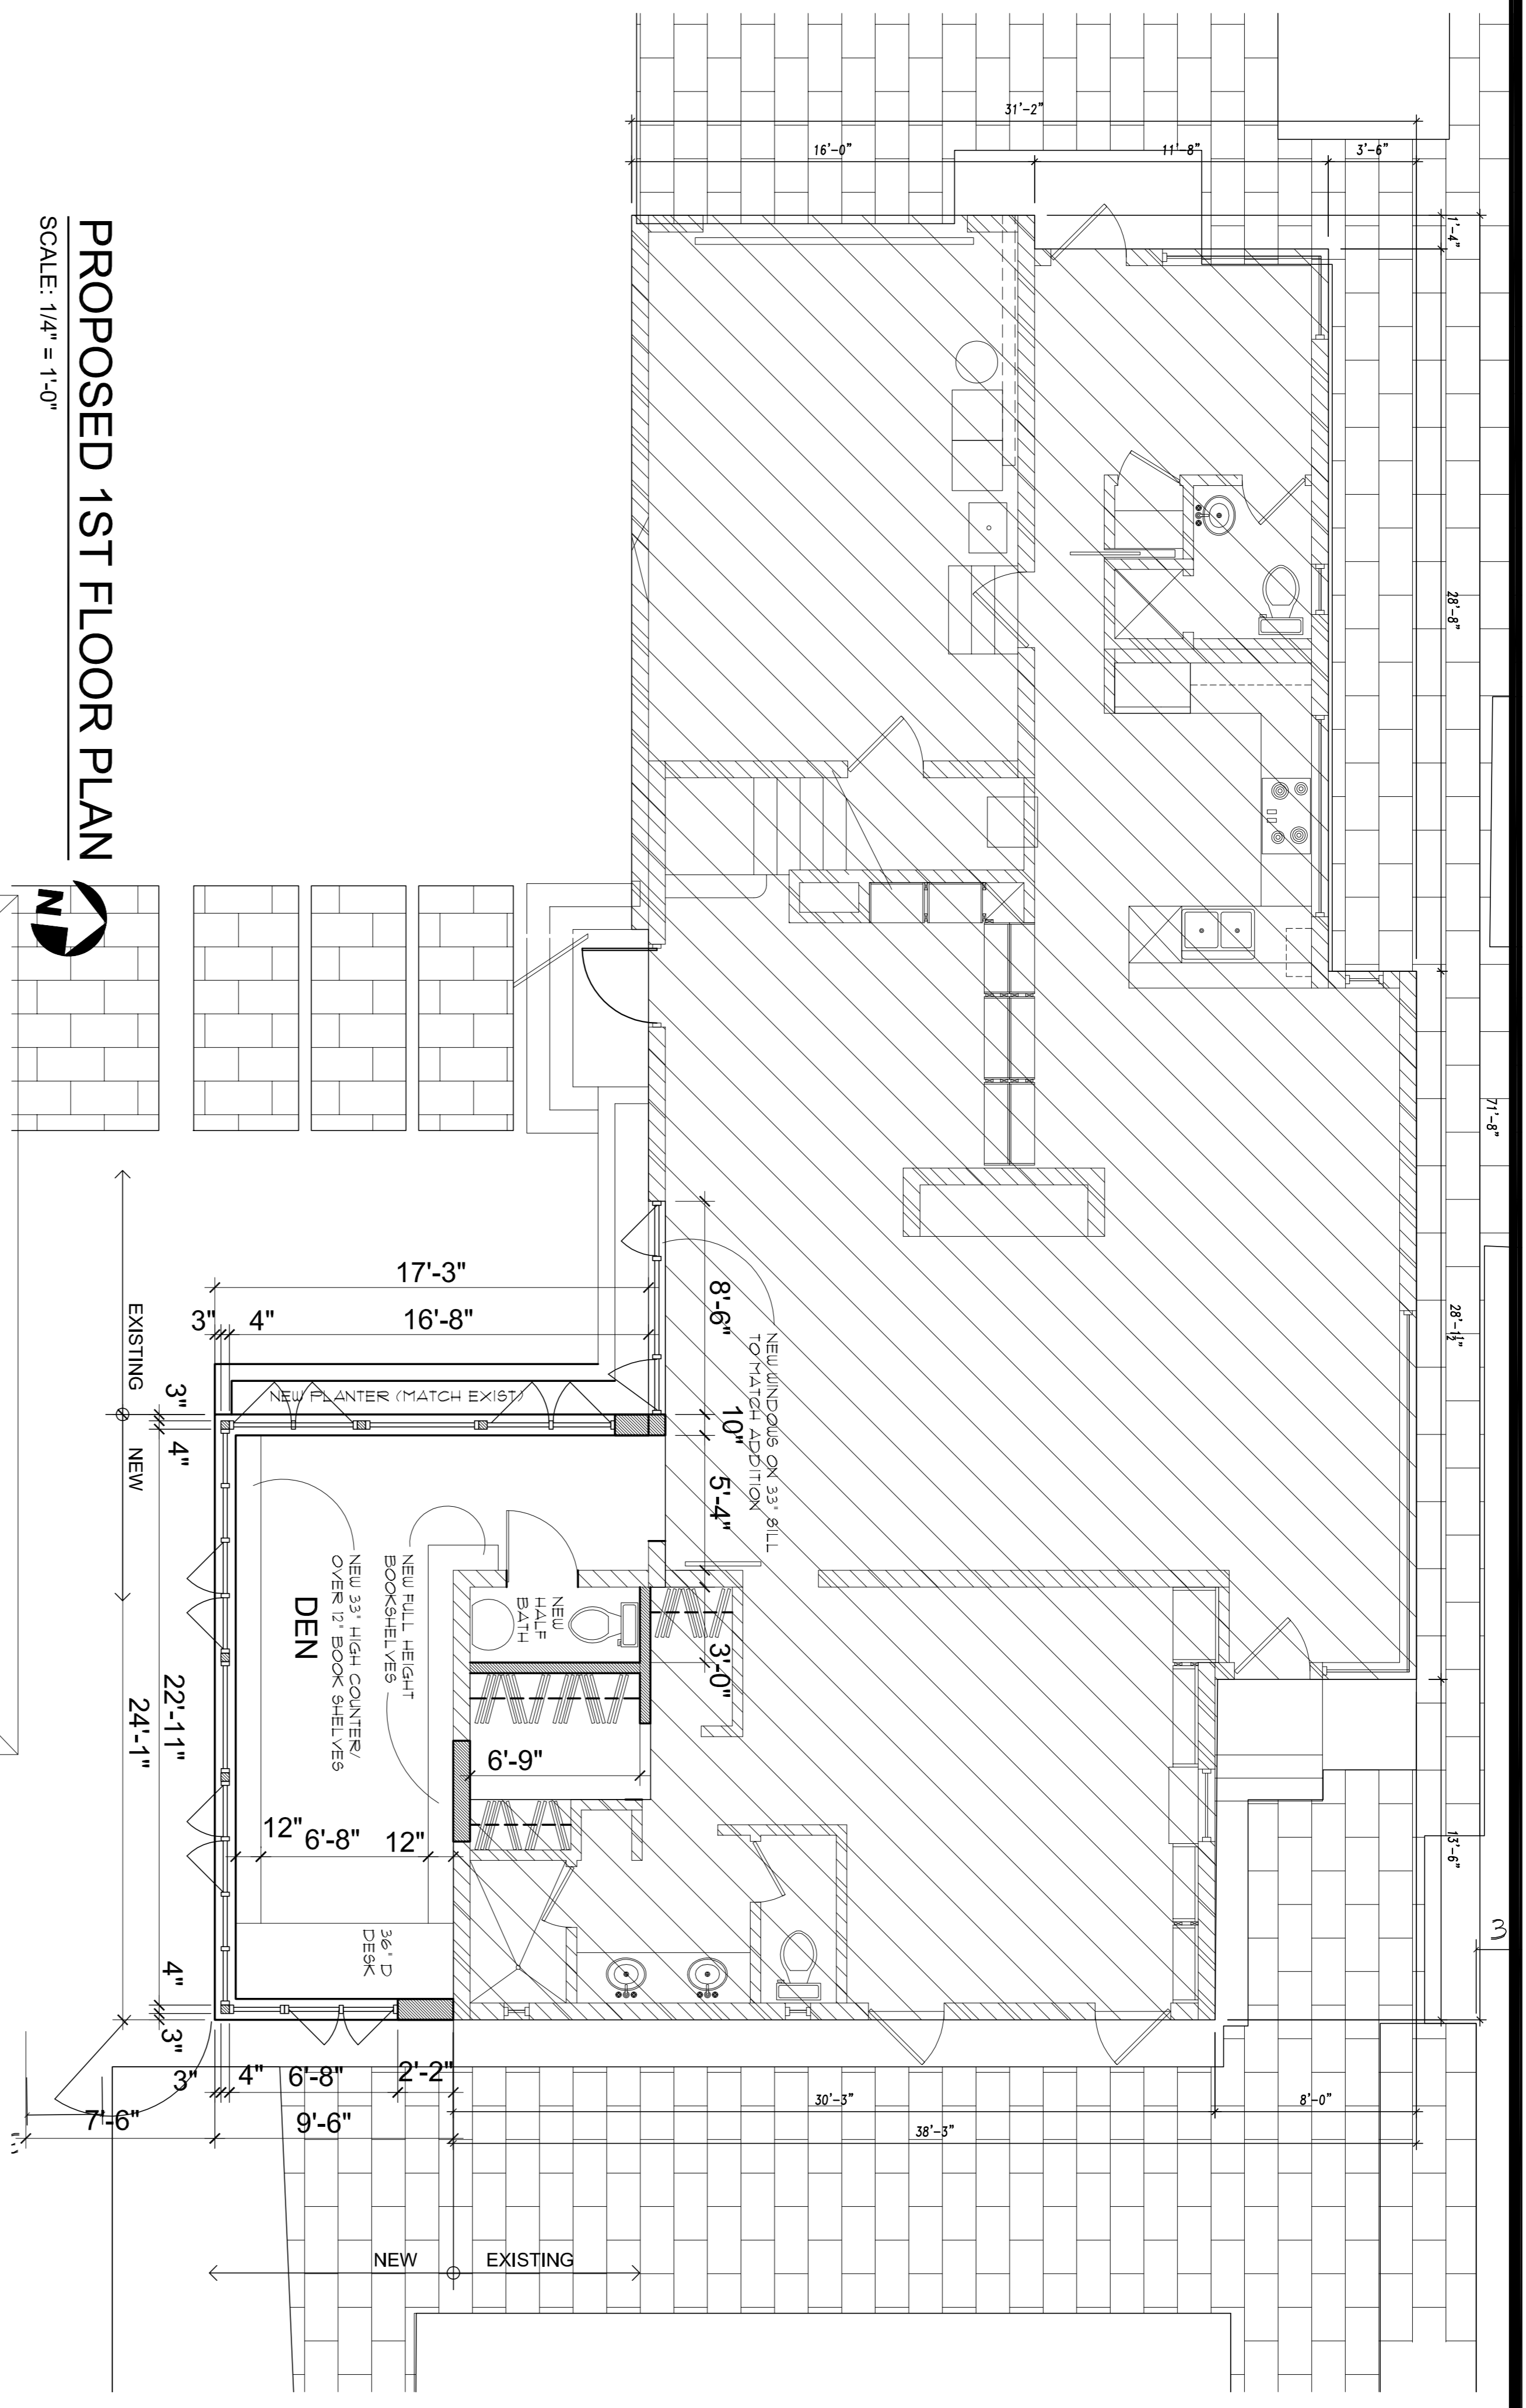 31'-2"
16'-0"
11'-8"
3'-6"
1'-4"
28'-8"
71'-8"
28'-1½"
13'-6"
PROPOSED 1ST FLOOR PLAN
SCALE: 1/4" = 1'-0"
N
EXISTING
NEW
17'-3"
3"
4"
16'-8"
8'-6"
10"
5'-4"
3'-0"
NEW WINDOWS ON 33" SILL
TO MATCH ADDITION
NEW PLANTER (MATCH EXIST)
3"
4"
22'-11"
24'-1"
4"
3"
NEW FULL HEIGHT
BOOKSHELVES
NEW 33" HIGH COUNTER/
OVER 12" BOOK SHELVES
DEN
NEW
HALF
BATH
6'-9"
12"
6'-8"
12"
36" D
DESK
3"
4"
6'-8"
2'-2"
7'-6"
9'-6"
30'-3"
8'-0"
38'-3"
3
NEW
EXISTING